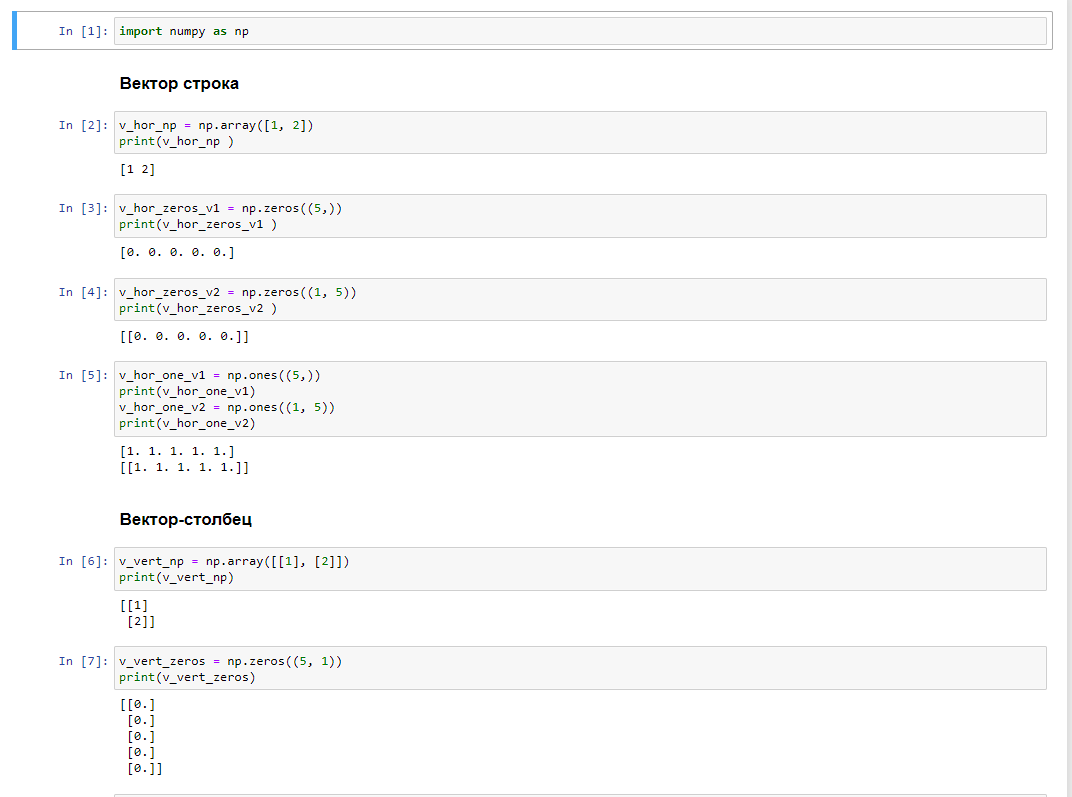 In [1]: import numpy as np
Вектор строка
In [2]: v_hor_np = np.array([1, 2])
print(v_hor_np )
[1 2]
In [3]: v_hor_zeros_v1 = np.zeros((5,))
print(v_hor_zeros_v1 )
[0. 0. 0. 0. 0.]
In [4]: v_hor_zeros_v2 = np.zeros((1, 5))
print(v_hor_zeros_v2 )
[[0. 0. 0. 0. 0.]]
In [5]: v_hor_one_v1 = np.ones((5,))
print(v_hor_one_v1)
v_hor_one_v2 = np.ones((1, 5))
print(v_hor_one_v2)
[1. 1. 1. 1. 1.]
[[1. 1. 1. 1. 1.]]
Вектор-столбец
In [6]: v_vert_np = np.array([[1], [2]])
print(v_vert_np)
[[1]
[2]]
In [7]: v_vert_zeros = np.zeros((5, 1))
print(v_vert_zeros)
[[0.]
[0.]
[0.]
[0.]
[0.]]